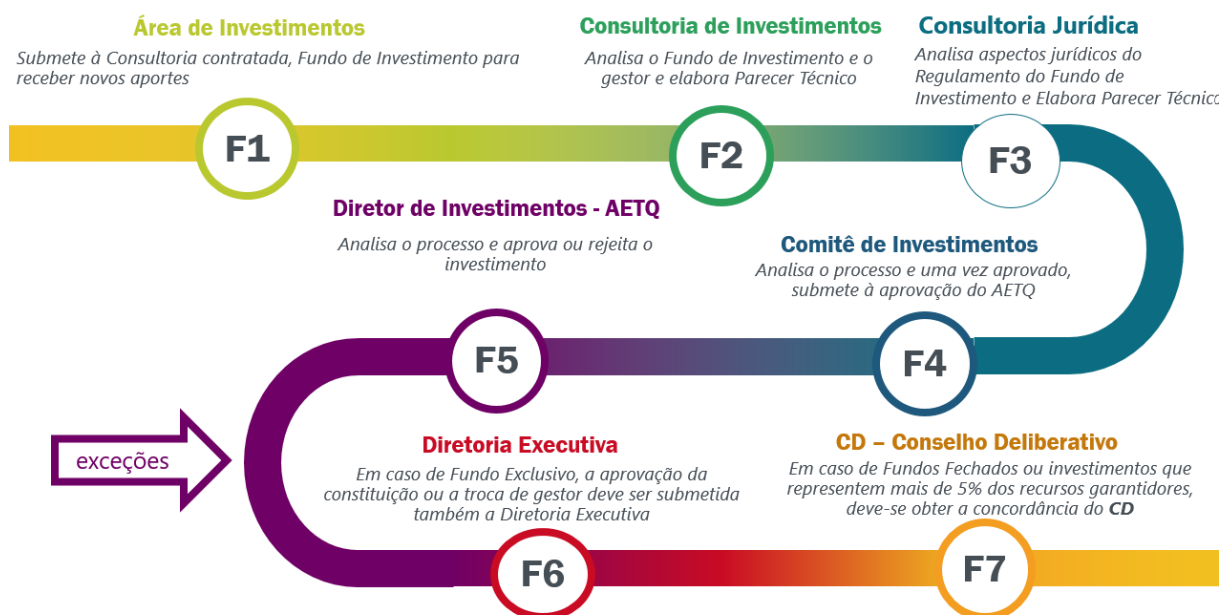 Área de Investimentos
Submete à Consultoria contratada, Fundo de Investimento para
receber novos aportes
F1
Consultoria de Investimentos
Analisa o Fundo de Investimento e o
gestor e elabora Parecer Técnico
F2
Consultoria Jurídica
Analisa aspectos jurídicos do
Regulamento do Fundo de
Investimento e Elabora Parecer Técnico
F3
Comitê de Investimentos
Analisa o processo e uma vez aprovado,
submete à aprovação do AETQ
F4
Diretor de Investimentos - AETQ
Analisa o processo e aprova ou rejeita o
investimento
F5
exceções
Diretoria Executiva
Em caso de Fundo Exclusivo, a aprovação da
constituição ou a troca de gestor deve ser submetida
também a Diretoria Executiva
F6
CD – Conselho Deliberativo
Em caso de Fundos Fechados ou investimentos que
representem mais de 5% dos recursos garantidores,
deve-se obter a concordância do CD
F7